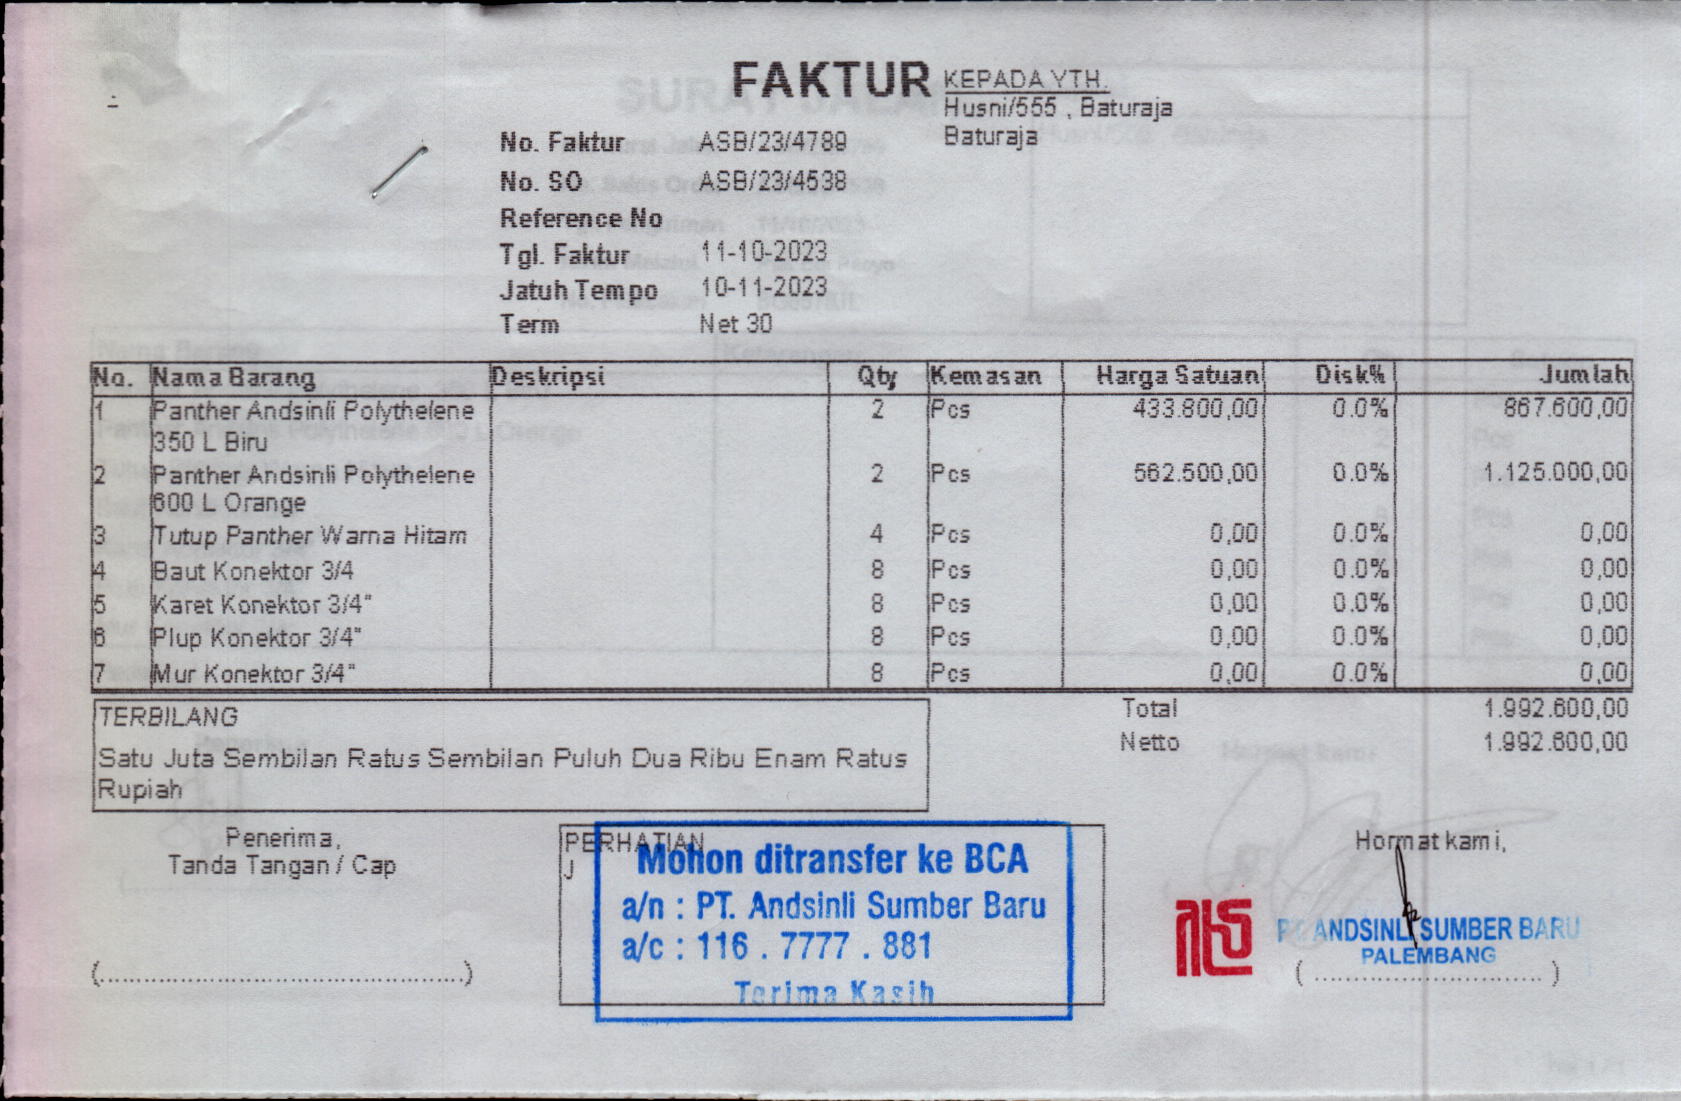 FAKTUR
KEPADA YTH.
Husni/555 , Baturaja
Baturaja
No. Faktur ASB/23/4789
No. SO ASB/23/4538
Reference No
Tgl. Faktur 11-10-2023
Jatuh Tempo 10-11-2023
Term Net 30
No. Nama Barang Deskripsi Qty Kemasan Harga Satuan Disk% Jumlah
1 Panther Andsinli Polythelene 2 Pcs 433.800,00 0.0% 867.600,00
350 L Biru
2 Panther Andsinli Polythelene 2 Pcs 562.500,00 0.0% 1.125.000,00
600 L Orange
3 Tutup Panther Warna Hitam 4 Pcs 0,00 0.0% 0,00
4 Baut Konektor 3/4 8 Pcs 0,00 0.0% 0,00
5 Karet Konektor 3/4" 8 Pcs 0,00 0.0% 0,00
6 Plup Konektor 3/4" 8 Pcs 0,00 0.0% 0,00
7 Mur Konektor 3/4" 8 Pcs 0,00 0.0% 0,00
Total 1.992.600,00
Netto 1.992.600,00
TERBILANG
Satu Juta Sembilan Ratus Sembilan Puluh Dua Ribu Enam Ratus
Rupiah
Penerima,
Tanda Tangan / Cap
(................................................)
PERHATIAN
J
Mohon ditransfer ke BCA
a/n : PT. Andsinli Sumber Baru
a/c : 116 . 7777 . 881
Terima Kasih
Hormat kami,
PT ANDSINLI SUMBER BARU
PALEMBANG
( .............................. )